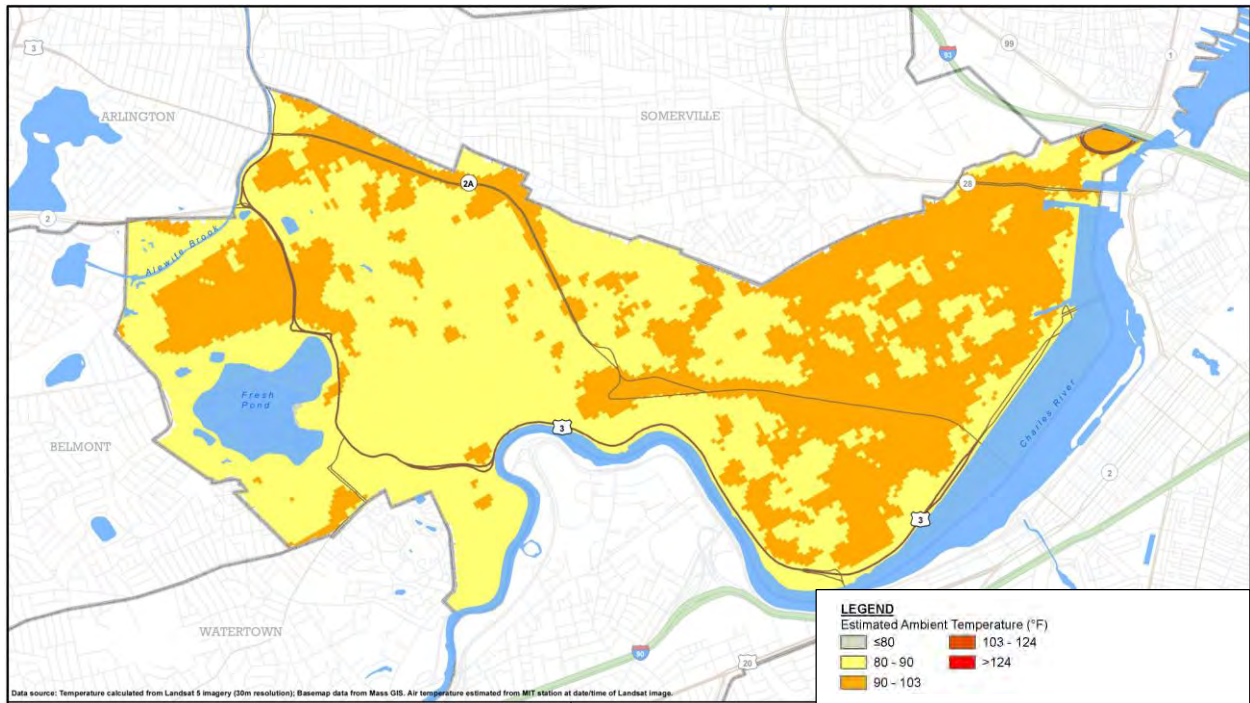 3
ARLINGTON
SOMERVILLE
93
99
1
2A
28
2
Alewife Brook
Fresh
Pond
BELMONT
3
Charles River
2
3
WATERTOWN
90
20
LEGEND
Estimated Ambient Temperature (°F)
≤80
80 - 90
90 - 103
103 - 124
>124
Data source: Temperature calculated from Landsat 5 imagery (30m resolution); Basemap data from Mass GIS. Air temperature estimated from MIT station at date/time of Landsat image.